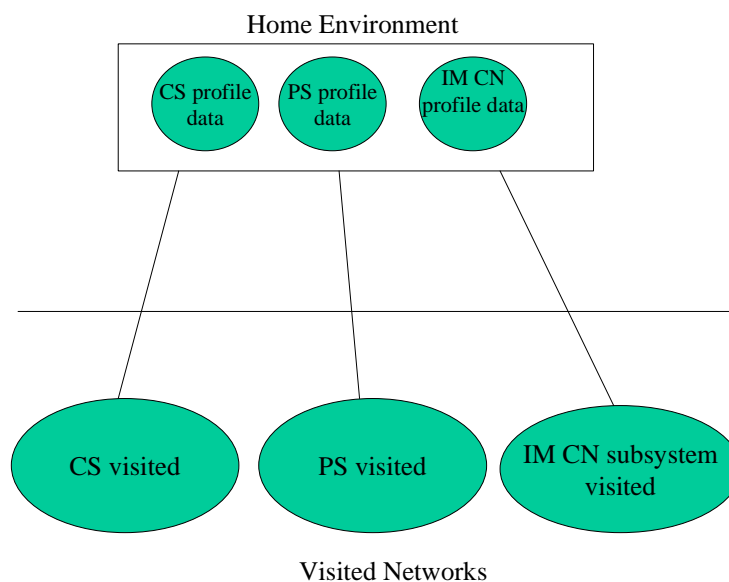 Home Environment
CS profile
data
PS profile
data
IM CN
profile data
CS visited
PS visited
IM CN subsystem
visited
Visited Networks